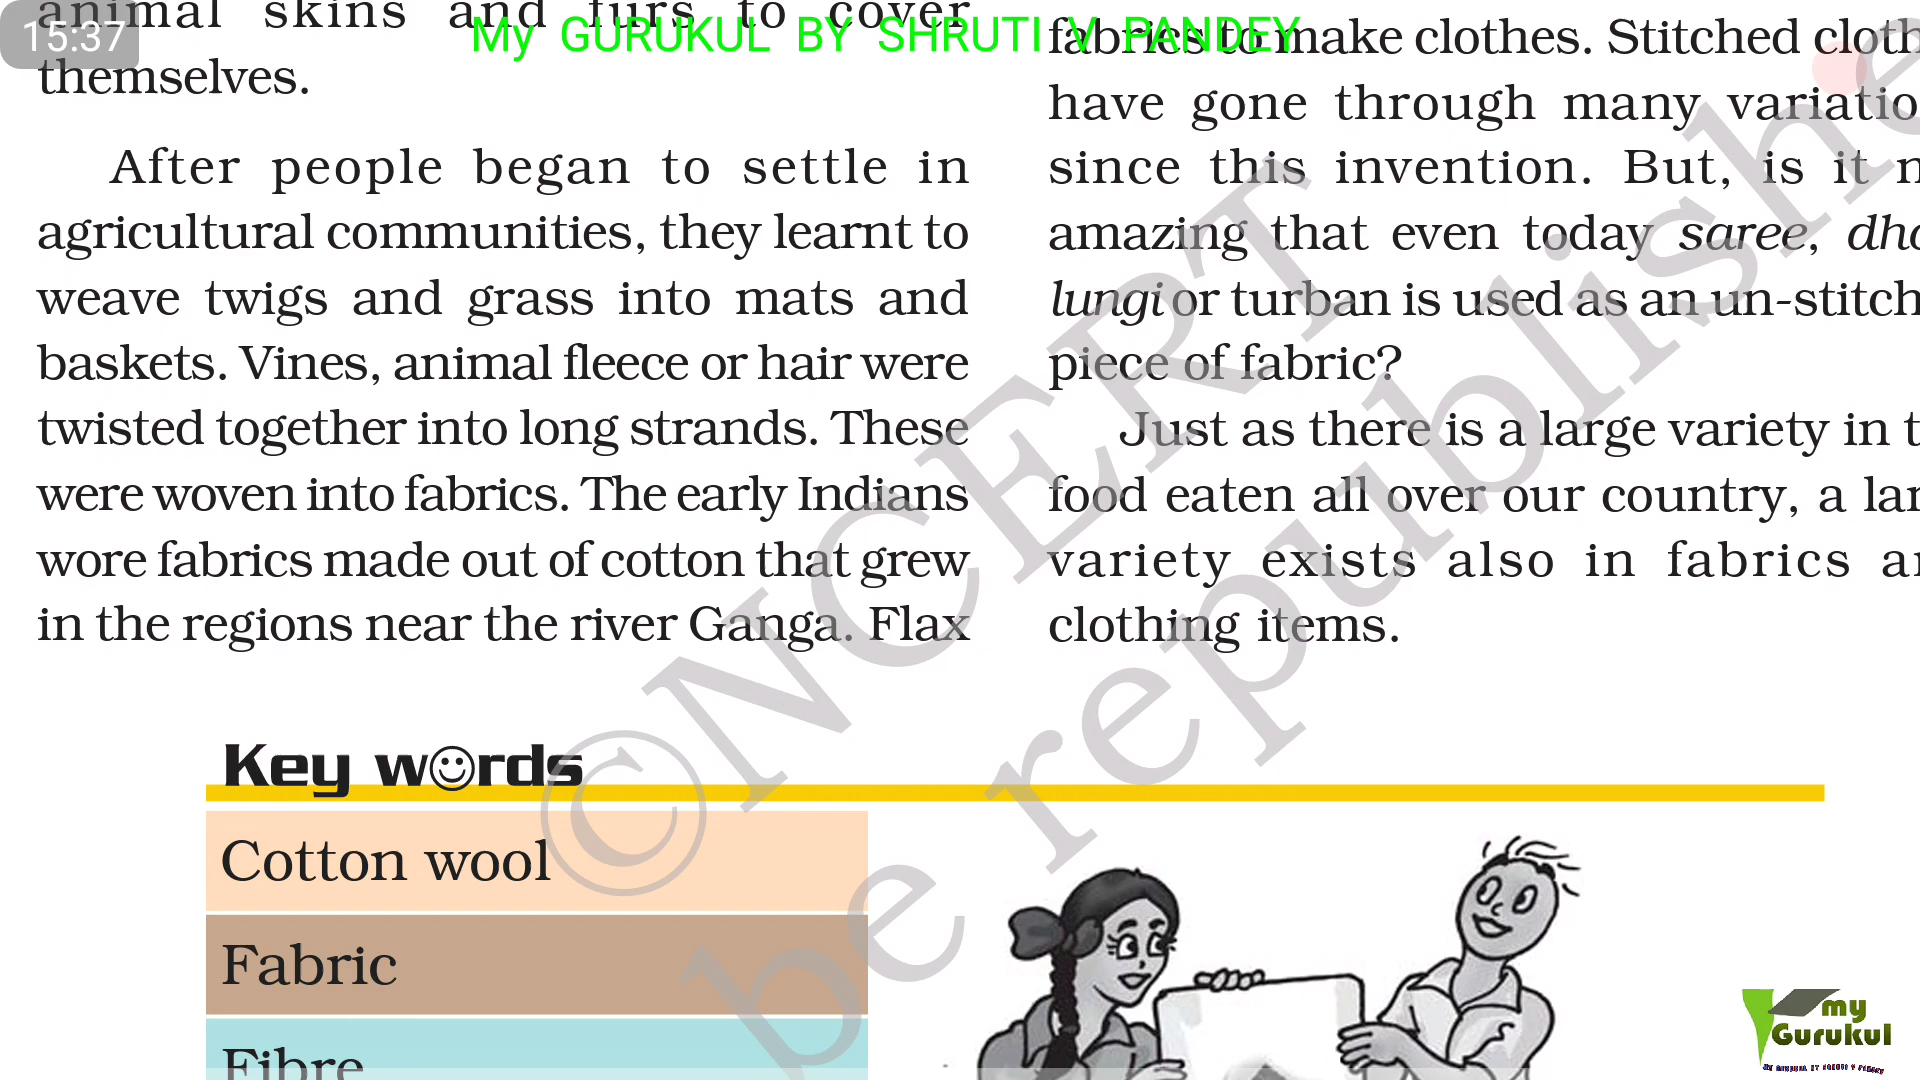 15:37
My GURUKUL BY SHRUTI V PANDEY
animal skins and furs to cover
themselves.
After people began to settle in
agricultural communities, they learnt to
weave twigs and grass into mats and
baskets. Vines, animal fleece or hair were
twisted together into long strands. These
were woven into fabrics. The early Indians
wore fabrics made out of cotton that grew
in the regions near the river Ganga. Flax
fabrics to make clothes. Stitched cloth
have gone through many variatio
since this invention. But, is it n
amazing that even today saree, dho
lungi or turban is used as an un-stitch
piece of fabric?
Just as there is a large variety in t
food eaten all over our country, a lar
variety exists also in fabrics an
clothing items.
Key words
Cotton wool
Fabric
Fibre
©NCERT
be republishe
my
Gurukul